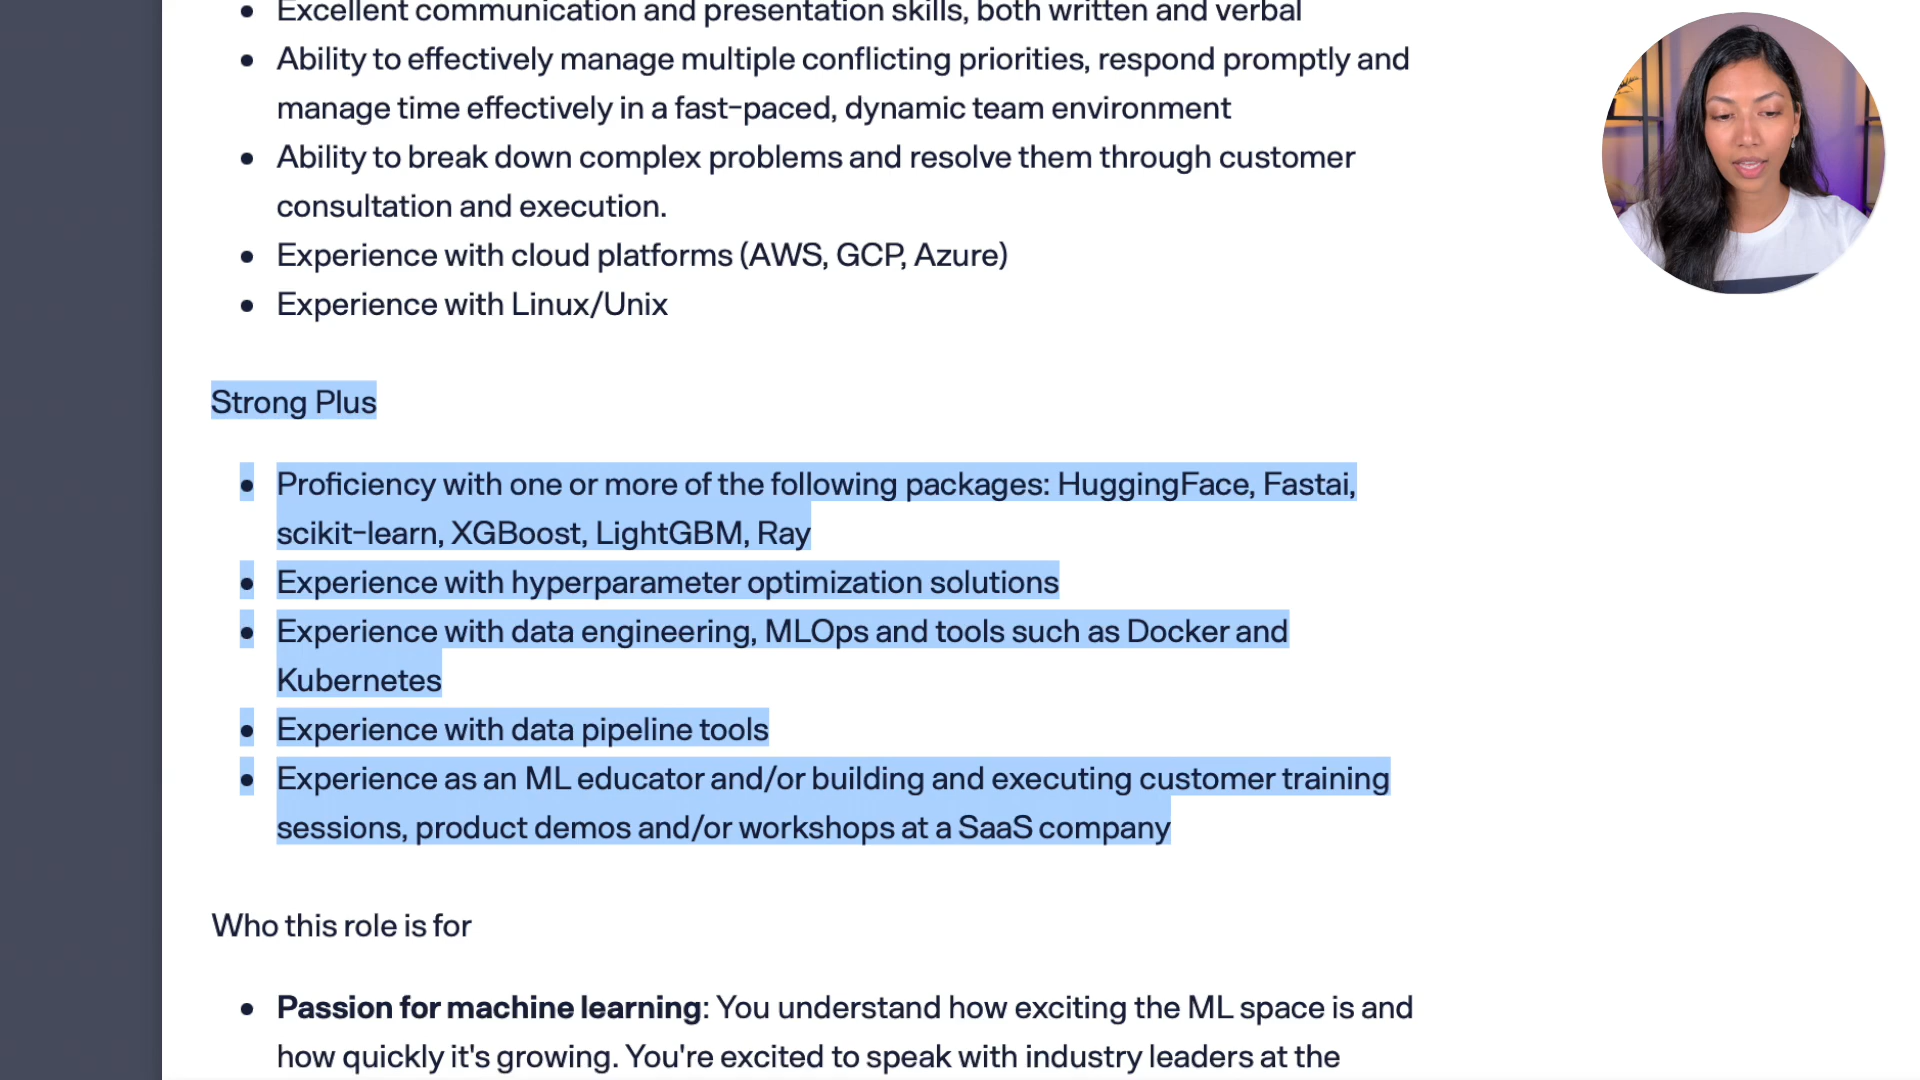 Excellent communication and presentation skills, both written and verbal
Ability to effectively manage multiple conflicting priorities, respond promptly and
manage time effectively in a fast-paced, dynamic team environment
Ability to break down complex problems and resolve them through customer
consultation and execution.
Experience with cloud platforms (AWS, GCP, Azure)
Experience with Linux/Unix
Strong Plus
Proficiency with one or more of the following packages: HuggingFace, Fastai,
scikit-learn, XGBoost, LightGBM, Ray
Experience with hyperparameter optimization solutions
Experience with data engineering, MLOps and tools such as Docker and
Kubernetes
Experience with data pipeline tools
Experience as an ML educator and/or building and executing customer training
sessions, product demos and/or workshops at a SaaS company
Who this role is for
Passion for machine learning: You understand how exciting the ML space is and
how quickly it's growing. You're excited to speak with industry leaders at the